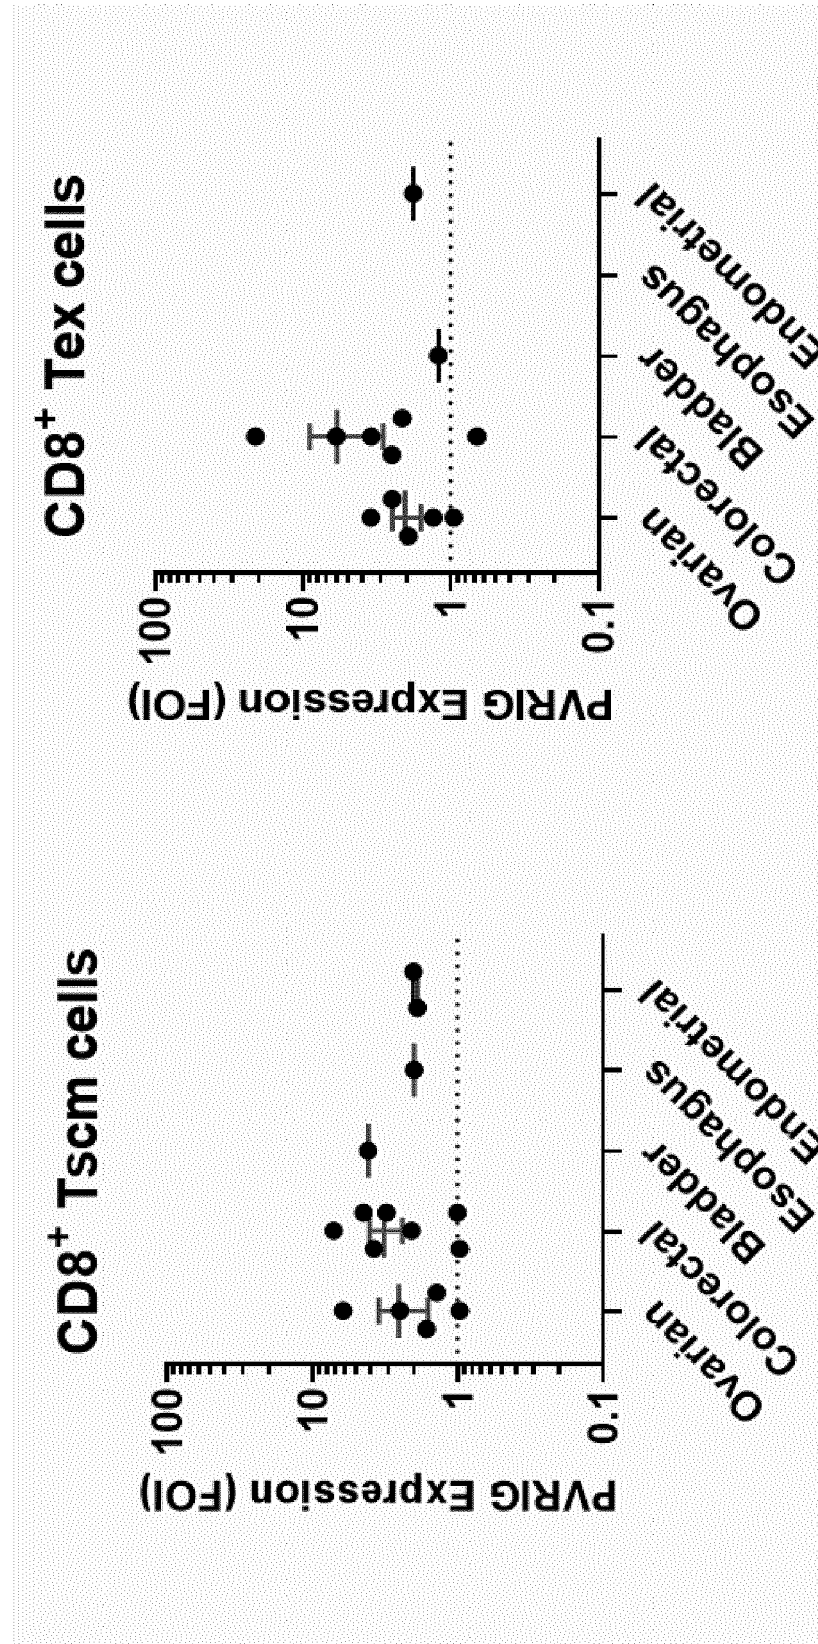 CD8+ Tscm cells
PVRIG Expression (FOI)
100
10
1
0.1
Ovarian
Colorectal
Bladder
Esophagus
Endometrial
CD8+ Tex cells
PVRIG Expression (FOI)
100
10
1
0.1
Ovarian
Colorectal
Bladder
Esophagus
Endometrial